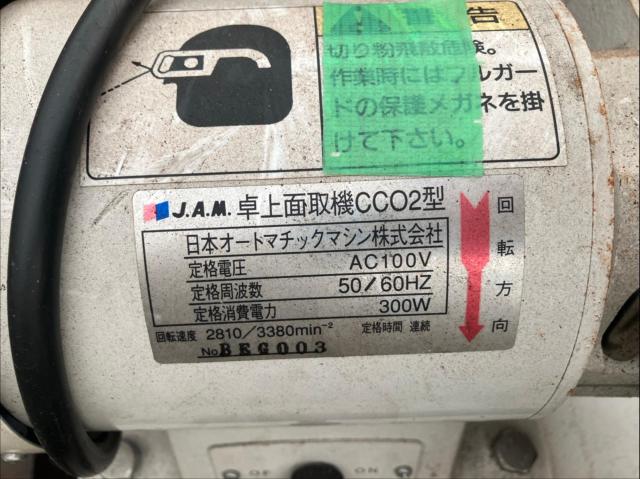 警告
切り粉飛散危険。
作業時にはフルガー
ドの保護メガネを掛
けて下さい。
J.A.M. 卓上面取機CCO2型
日本オートマチックマシン株式会社
定格電圧 AC100V
定格周波数 50/60HZ
定格消費電力 300W
回転速度 2810/3380min⁻² 定格時間 連続
No BEG003
回転方向
OF ON